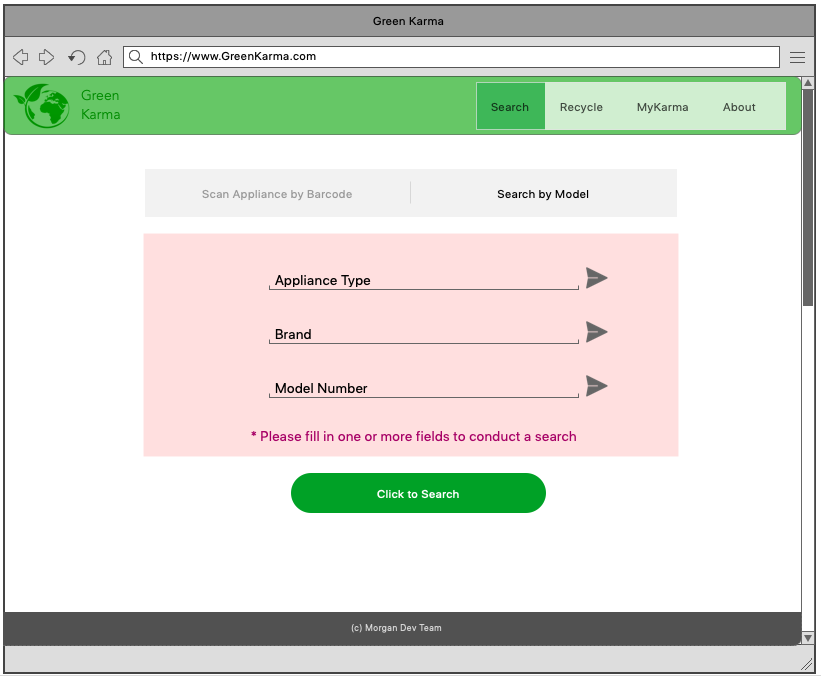 Green Karma
https://www.GreenKarma.com
Green
Karma
Search
Recycle
MyKarma
About
Scan Appliance by Barcode
Search by Model
Appliance Type
Brand
Model Number
* Please fill in one or more fields to conduct a search
Click to Search
(c) Morgan Dev Team